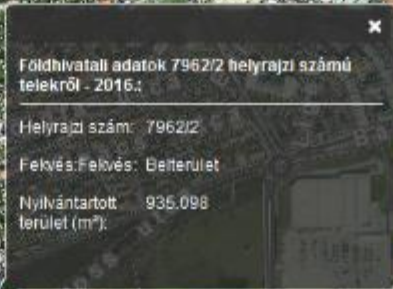 Földhivatali adatok 7962/2 helyrajzi számú
telekről - 2016.:
Helyrajzi szám: 7962/2
Fekvés:Fekvés: Belterület
Nyilvántartott 935.098
terület (m²):